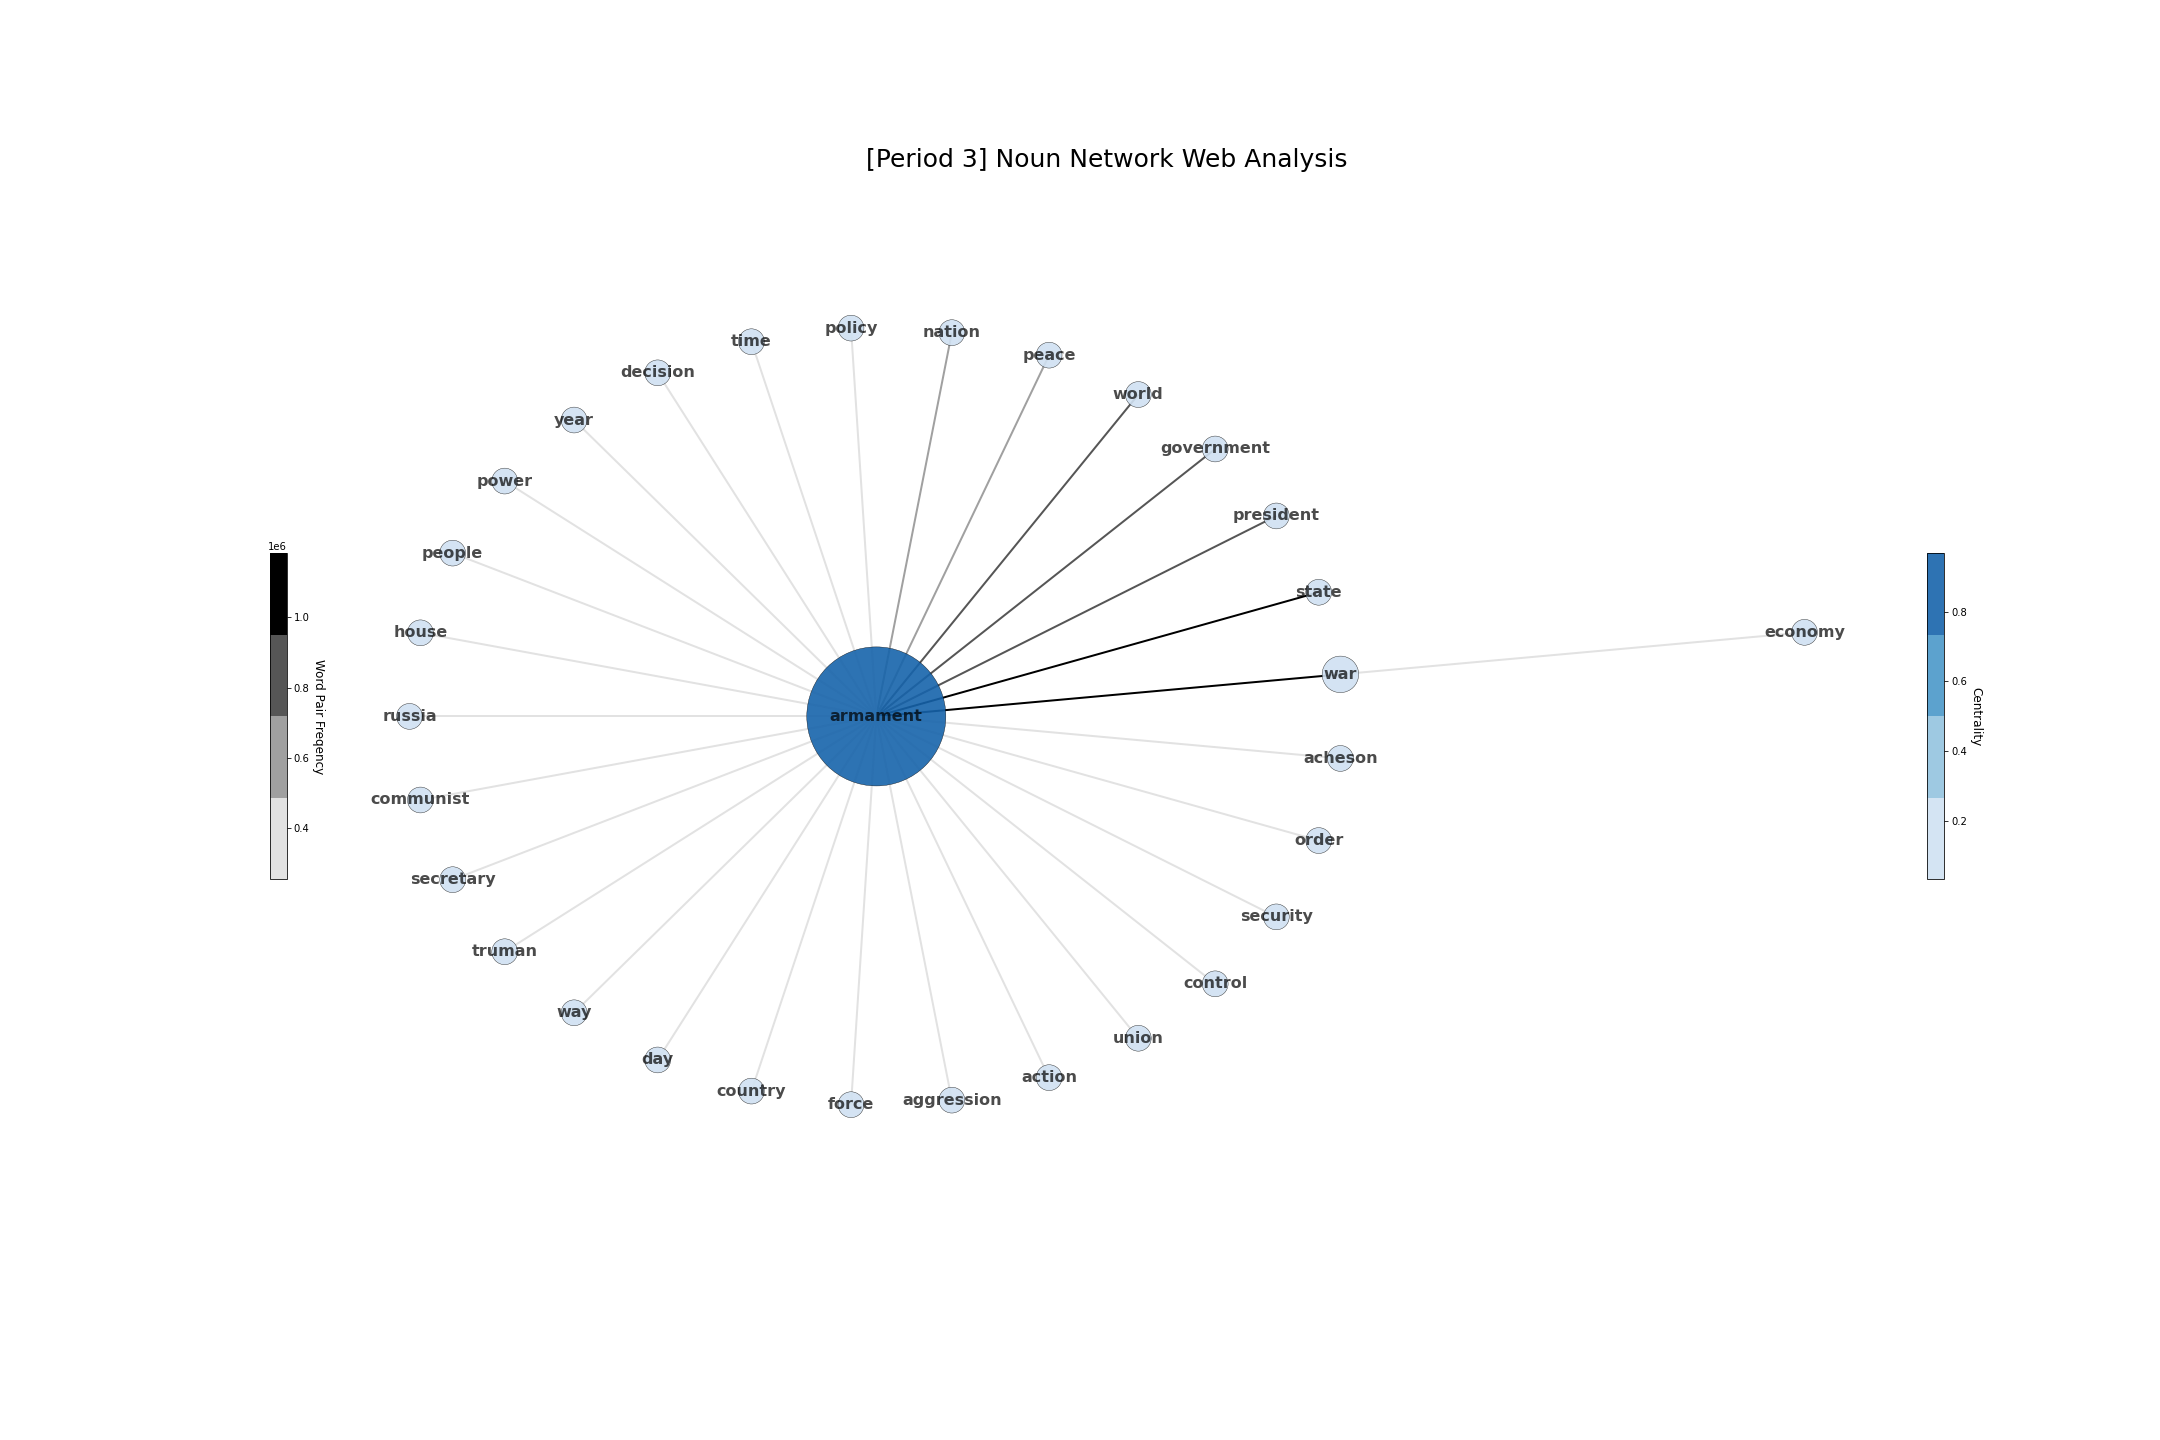 [Period 3] Noun Network Web Analysis
policy
nation
time
peace
decision
world
year
government
power
president
1e6
people
state
1.0
0.8
house
economy
war
0.8
0.6
Word Pair Freqency
russia
armament
Centrality
0.6
0.4
acheson
communist
0.4
0.2
order
secretary
security
truman
control
way
union
day
action
country
force
aggression